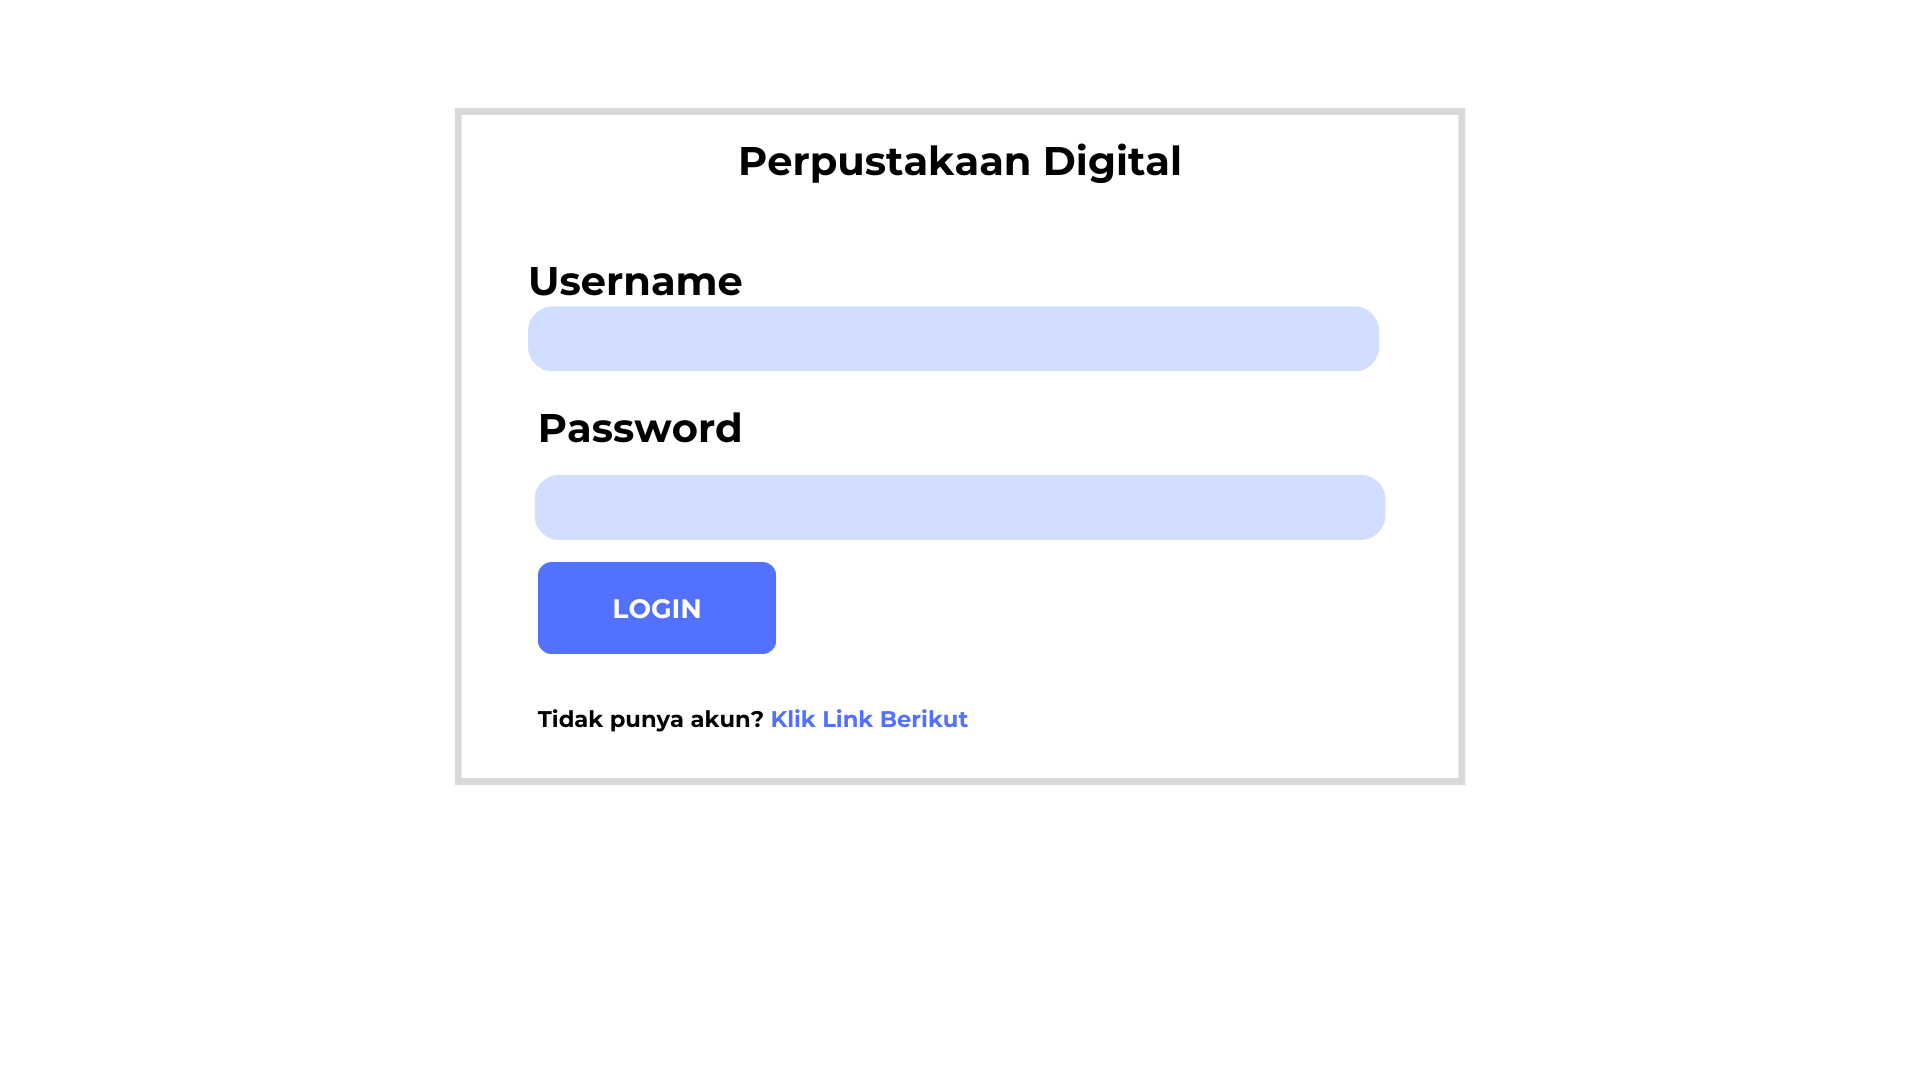 Perpustakaan Digital
Username
Password
LOGIN
Tidak punya akun? Klik Link Berikut